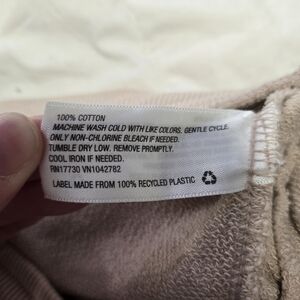 100% COTTON
MACHINE WASH COLD WITH LIKE COLORS. GENTLE CYCLE.
ONLY NON-CHLORINE BLEACH IF NEEDED.
TUMBLE DRY LOW. REMOVE PROMPTLY.
COOL IRON IF NEEDED.
RN17730 VN1042782
LABEL MADE FROM 100% RECYCLED PLASTIC